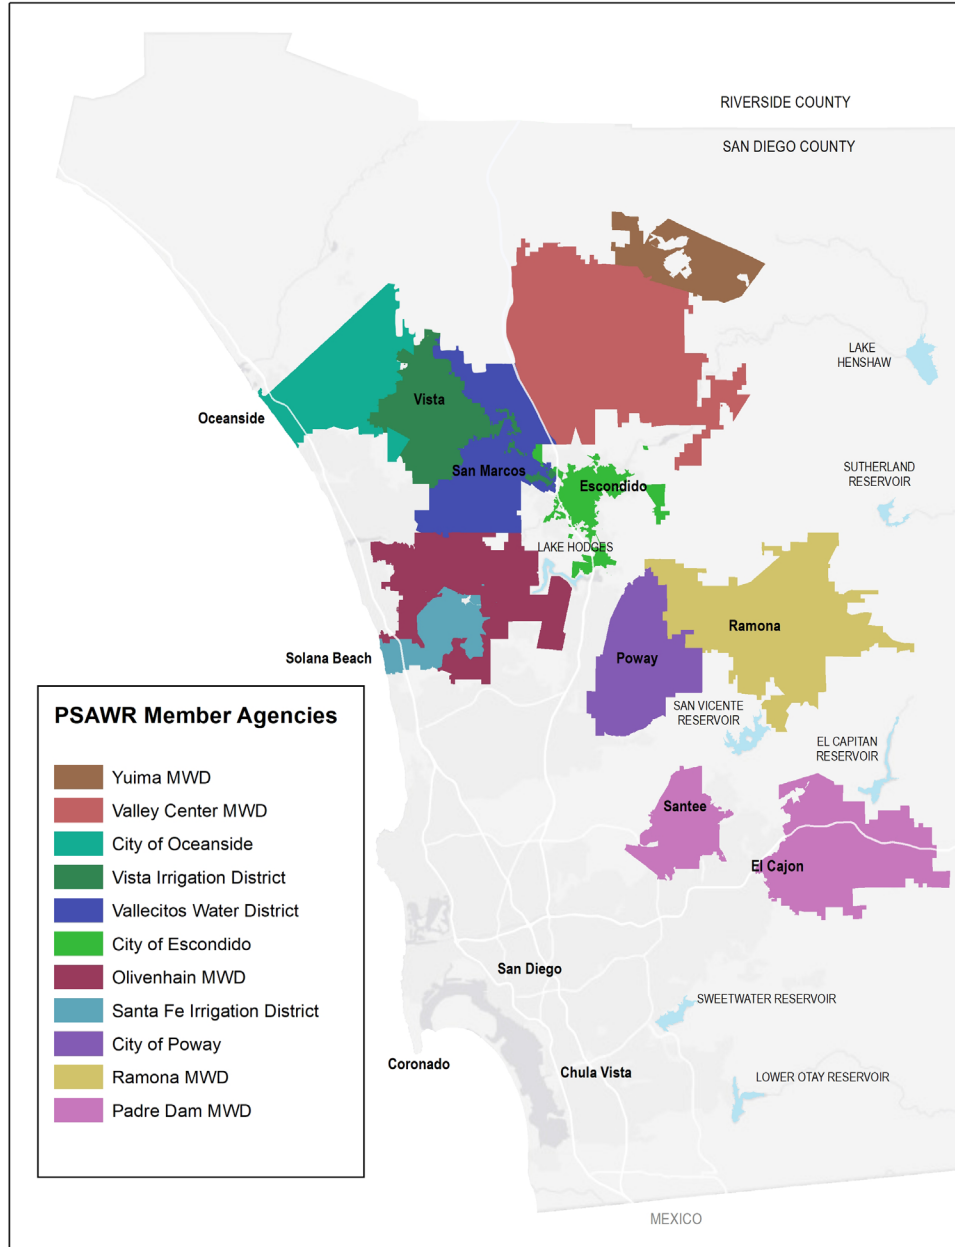 RIVERSIDE COUNTY
SAN DIEGO COUNTY
LAKE
HENSHAW
Vista
Oceanside
San Marcos
Escondido
SUTHERLAND
RESERVOIR
LAKE HODGES
Ramona
Solana Beach
Poway
SAN VICENTE
RESERVOIR
EL CAPITAN
RESERVOIR
Santee
El Cajon
PSAWR Member Agencies
Yuima MWD
Valley Center MWD
City of Oceanside
Vista Irrigation District
Vallecitos Water District
City of Escondido
Olivenhain MWD
Santa Fe Irrigation District
City of Poway
Ramona MWD
Padre Dam MWD
San Diego
SWEETWATER RESERVOIR
Coronado
Chula Vista
LOWER OTAY RESERVOIR
MEXICO